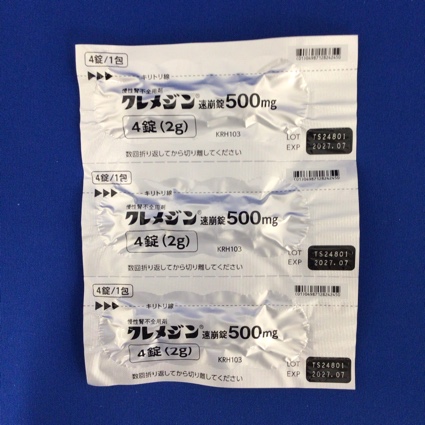 4錠/1包
キリトリ線
慢性腎不全用剤
クレメジン® 速崩錠500mg
4錠(2g)
KRH103
数回折り返してから切り離してください
LOT TS24801
EXP 2027.07
4錠/1包
キリトリ線
慢性腎不全用剤
クレメジン® 速崩錠500mg
4錠(2g)
KRH103
数回折り返してから切り離してください
LOT TS24801
EXP 2027.07
4錠/1包
キリトリ線
慢性腎不全用剤
クレメジン® 速崩錠500mg
4錠(2g)
KRH103
数回折り返してから切り離してください
LOT TS24801
EXP 2027.07